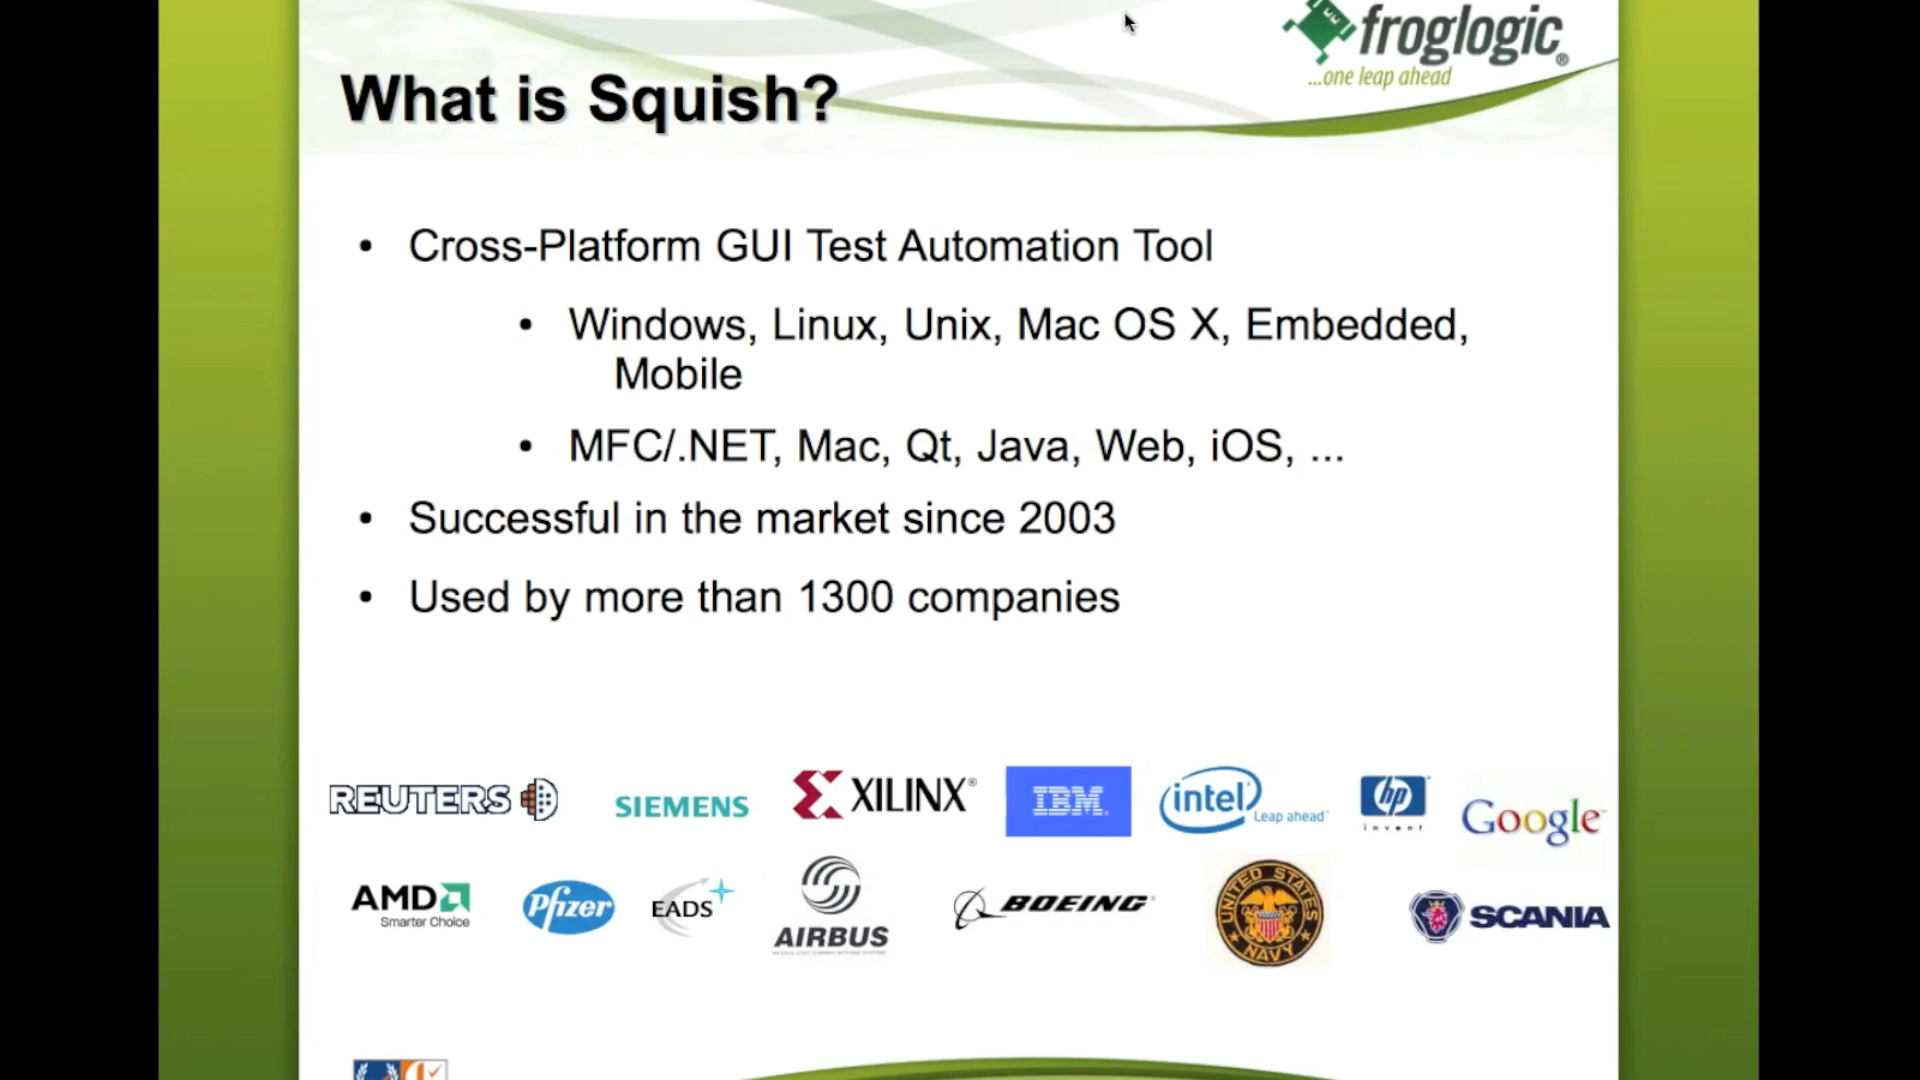 froglogic®
...one leap ahead
What is Squish?
• Cross-Platform GUI Test Automation Tool
• Windows, Linux, Unix, Mac OS X, Embedded,
Mobile
• MFC/.NET, Mac, Qt, Java, Web, iOS, ...
• Successful in the market since 2003
• Used by more than 1300 companies
REUTERS
SIEMENS
XILINX®
IBM®
intel®
Leap ahead™
hp®
invent
Google™
AMD
Smarter Choice
Pfizer
EADS
AIRBUS
BOEING
UNITED STATES
NAVY
SCANIA